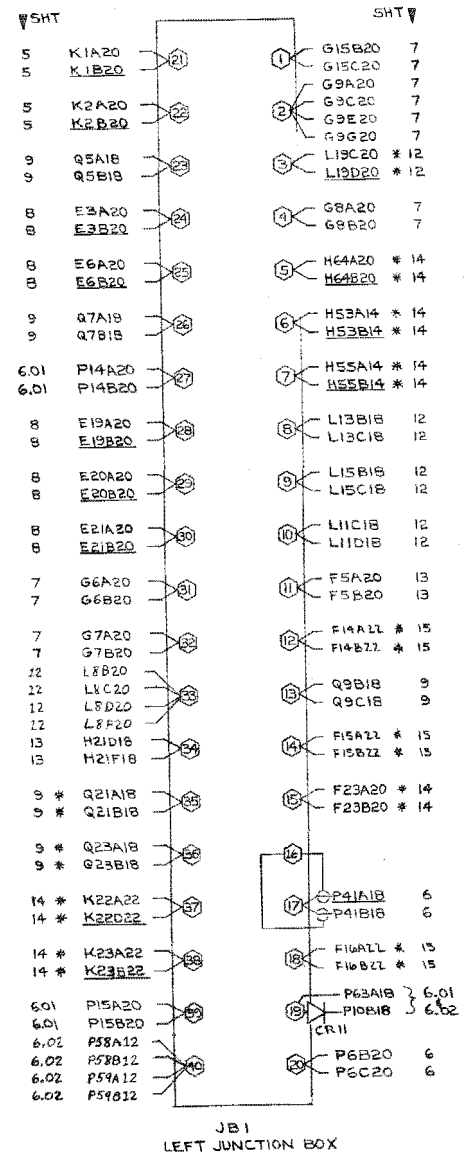 ▼SHT SHT▼
5 K1A20 21 1 G15B20 7
5 K1B20 G15C20 7
G9A20 7
5 K2A20 22 2 G9C20 7
5 K2B20 G9E20 7
G9G20 7
9 Q5A18 23 3 L19C20 * 12
9 Q5B18 L19D20 * 12
8 E3A20 24 4 G8A20 7
8 E3B20 G8B20 7
8 E6A20 25 5 H64A20 * 14
8 E6B20 H64B20 * 14
9 Q7A18 26 6 H53A14 * 14
9 Q7B18 H53B14 * 14
6.01 P14A20 27 7 H55A14 * 14
6.01 P14B20 H55B14 * 14
8 E19A20 28 8 L13B18 12
8 E19B20 L13C18 12
8 E20A20 29 9 L15B18 12
8 E20B20 L15C18 12
8 E21A20 30 10 L11C18 12
8 E21B20 L11D18 12
7 G6A20 31 11 F5A20 13
7 G6B20 F5B20 13
7 G7A20 32 12 F14A22 * 15
7 G7B20 F14B22 * 15
12 L8B20
12 L8C20 33 13 Q9B18 9
12 L8D20 Q9C18 9
12 L8F20
13 H21D18 34 14 F15A22 * 15
13 H21F18 F15B22 * 15
9 * Q21A18 35 15 F23A20 * 14
9 * Q21B18 F23B20 * 14
9 * Q23A18 36 16
9 * Q23B18
14 * K22A22 37 17 P41A18 6
14 * K22D22 P41B18 6
14 * K23A22 38 18 F16A22 * 15
14 * K23B22 F16B22 * 15
6.01 P15A20 39 19 P63A18 } 6.01
6.01 P15B20 P10B18 6.02
CR11
6.02 P58A12
6.02 P58B12 40 20 P6B20 6
6.02 P59A12 P6C20 6
6.02 P59B12
JB1
LEFT JUNCTION BOX